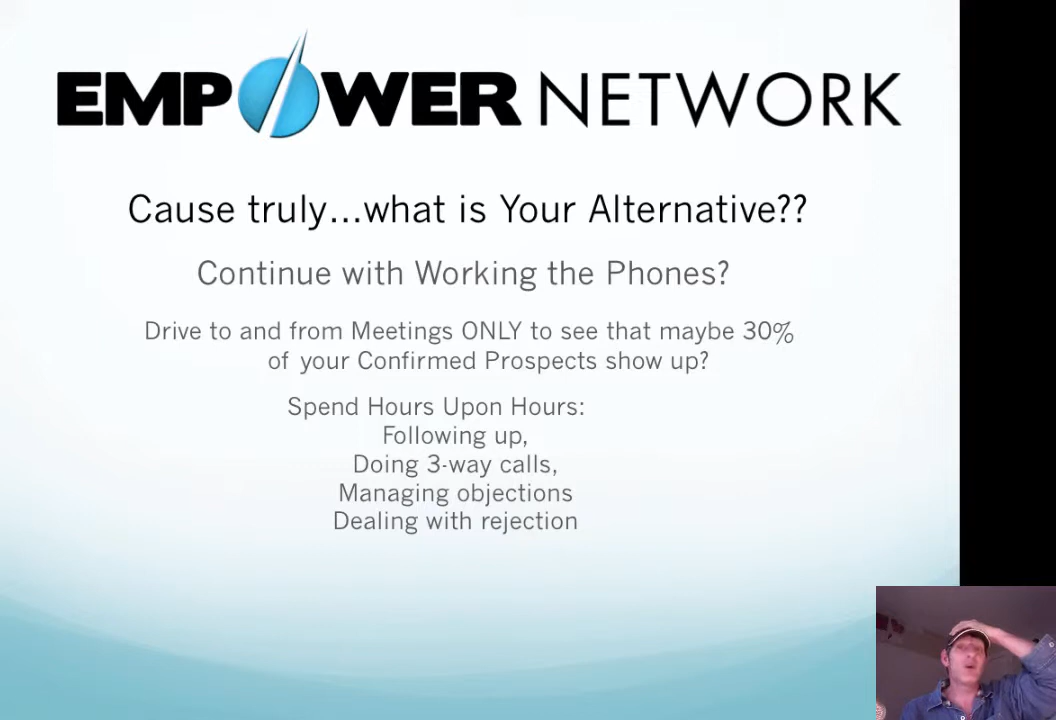 EMPOWER NETWORK
Cause truly...what is Your Alternative??
Continue with Working the Phones?
Drive to and from Meetings ONLY to see that maybe 30%
of your Confirmed Prospects show up?
Spend Hours Upon Hours:
Following up,
Doing 3-way calls,
Managing objections
Dealing with rejection